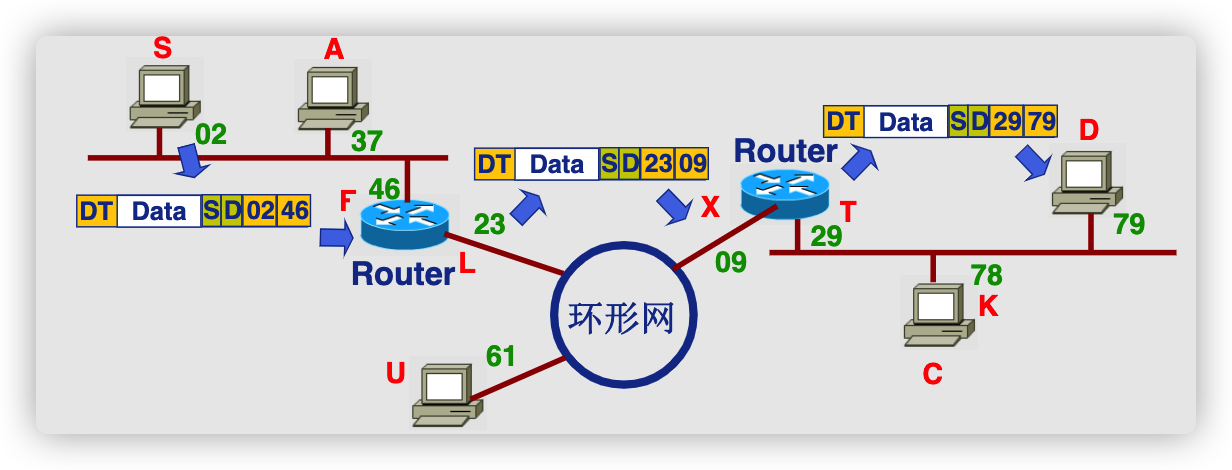 S
A
02
37
DT Data S D 02 46
F
46
Router
L
23
DT Data S D 23 09
X
09
Router
T
29
DT Data S D 29 79
D
79
78
K
C
环形网
U
61